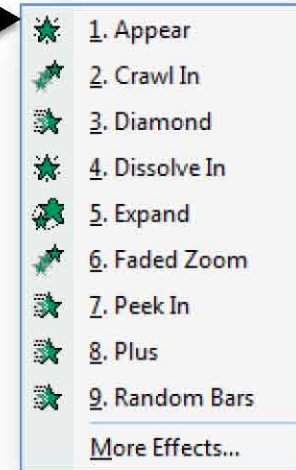 1. Appear
2. Crawl In
3. Diamond
4. Dissolve In
5. Expand
6. Faded Zoom
7. Peek In
8. Plus
9. Random Bars
More Effects...